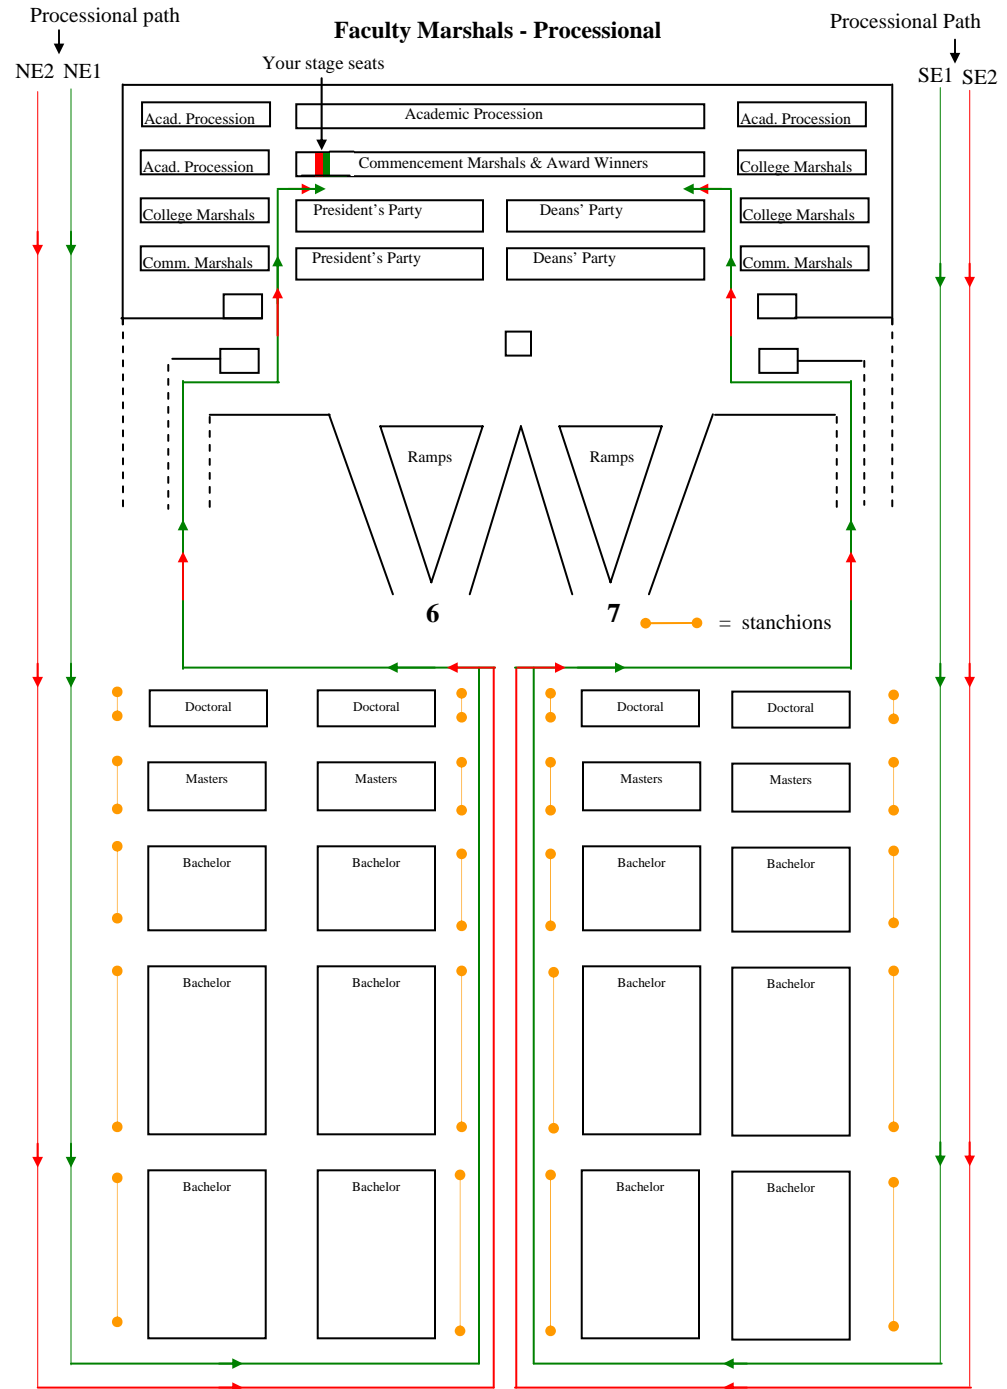 Processional path
Faculty Marshals - Processional
Processional Path
NE2 NE1
Your stage seats
SE1 SE2
Acad. Procession
Academic Procession
Acad. Procession
Acad. Procession
Commencement Marshals & Award Winners
College Marshals
College Marshals
President's Party
Deans' Party
College Marshals
Comm. Marshals
President's Party
Deans' Party
Comm. Marshals
Ramps
Ramps
6
7
= stanchions
Doctoral
Doctoral
Doctoral
Doctoral
Masters
Masters
Masters
Masters
Bachelor
Bachelor
Bachelor
Bachelor
Bachelor
Bachelor
Bachelor
Bachelor
Bachelor
Bachelor
Bachelor
Bachelor